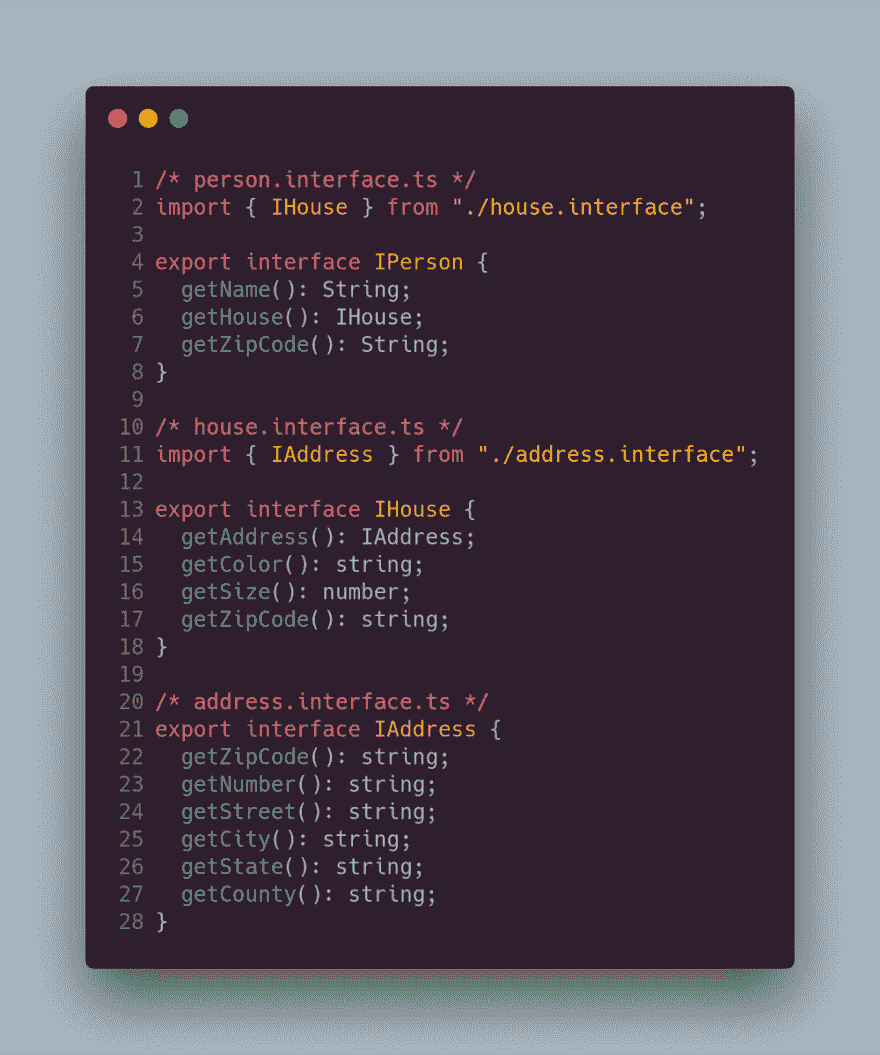 1 /* person.interface.ts */
2 import { IHouse } from "./house.interface";
3
4 export interface IPerson {
5   getName(): String;
6   getHouse(): IHouse;
7   getZipCode(): String;
8 }
9
10 /* house.interface.ts */
11 import { IAddress } from "./address.interface";
12
13 export interface IHouse {
14   getAddress(): IAddress;
15   getColor(): string;
16   getSize(): number;
17   getZipCode(): string;
18 }
19
20 /* address.interface.ts */
21 export interface IAddress {
22   getZipCode(): string;
23   getNumber(): string;
24   getStreet(): string;
25   getCity(): string;
26   getState(): string;
27   getCounty(): string;
28 }